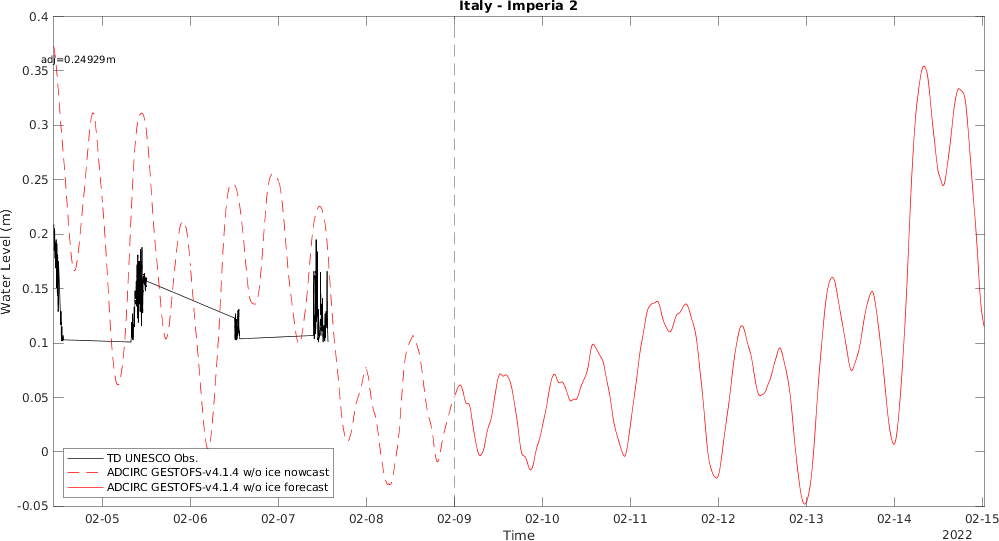 Italy - Imperia 2
adj=0.24929m
0.4
0.35
0.3
0.25
0.2
0.15
0.1
0.05
0
-0.05
Water Level (m)
TD UNESCO Obs.
ADCIRC GESTOFS-v4.1.4 w/o ice nowcast
ADCIRC GESTOFS-v4.1.4 w/o ice forecast
02-05 02-06 02-07 02-08 02-09 02-10 02-11 02-12 02-13 02-14 02-15
Time
2022